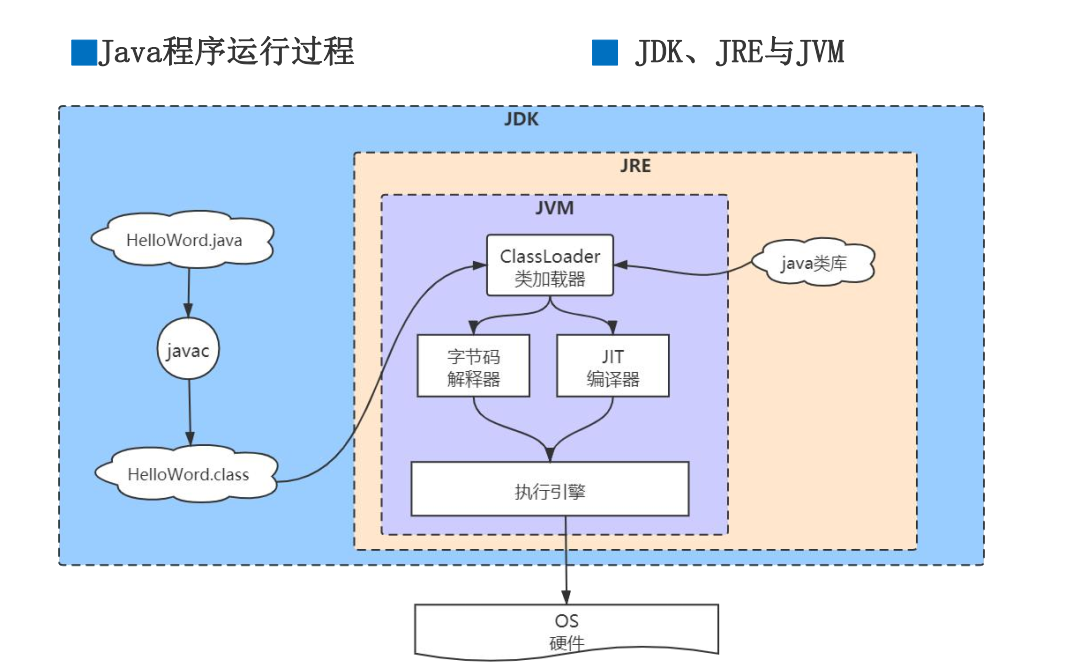 Java程序运行过程
JDK、JRE与JVM
JDK
JRE
JVM
HelloWord.java
ClassLoader
类加载器
java类库
javac
字节码
解释器
JIT
编译器
HelloWord.class
执行引擎
OS
硬件